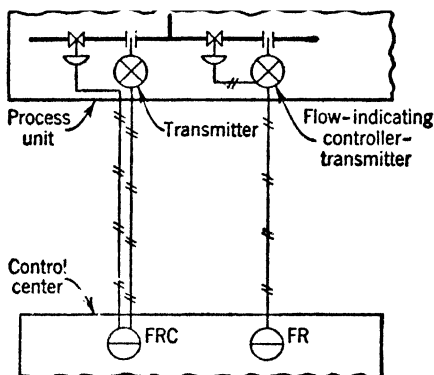 Process
unit
Transmitter
Flow-indicating
controller-
transmitter
Control
center
FRC
FR